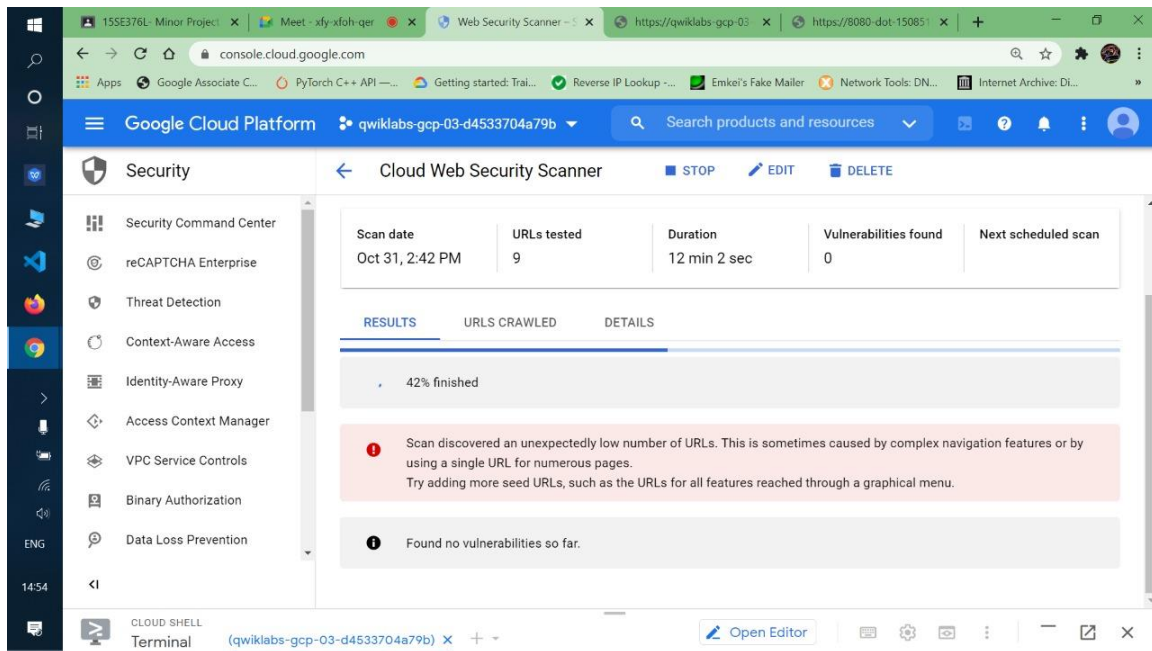 15SE376L- Minor Project
Meet - xfy-xfoh-qer
Web Security Scanner – S
https://qwiklabs-gcp-03-
https://8080-dot-150851
console.cloud.google.com
Apps
Google Associate C...
PyTorch C++ API —...
Getting started: Trai...
Reverse IP Lookup -...
Emkei's Fake Mailer
Network Tools: DN...
Internet Archive: Di...
»
Google Cloud Platform
qwiklabs-gcp-03-d4533704a79b
Search products and resources
Security
Cloud Web Security Scanner
STOP
EDIT
DELETE
Security Command Center
reCAPTCHA Enterprise
Threat Detection
Context-Aware Access
Identity-Aware Proxy
Access Context Manager
VPC Service Controls
Binary Authorization
Data Loss Prevention
Scan date
Oct 31, 2:42 PM
URLs tested
9
Duration
12 min 2 sec
Vulnerabilities found
0
Next scheduled scan
RESULTS
URLS CRAWLED
DETAILS
42% finished
Scan discovered an unexpectedly low number of URLs. This is sometimes caused by complex navigation features or by
using a single URL for numerous pages.
Try adding more seed URLs, such as the URLs for all features reached through a graphical menu.
Found no vulnerabilities so far.
CLOUD SHELL
Terminal
(qwiklabs-gcp-03-d4533704a79b)
Open Editor
ENG
14:54